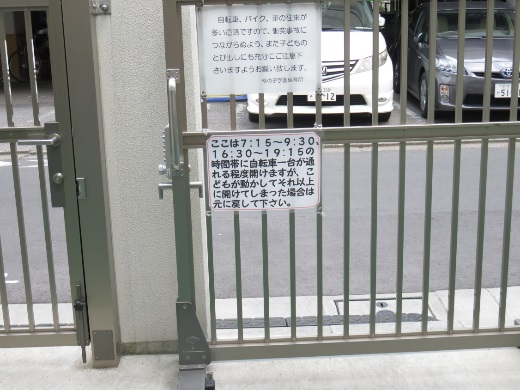 自転車、バイク、車の往来が
多い道路ですので、衝突事故に
つながらぬよう、また子どもの
とび出しにも充分にご注意下
さいますようお願い致します。
ここは7:15〜9:30、
16:30〜19:15の
時間帯に自転車一台が通
れる程度開けますが、こ
どもが動かしてそれ以上
に開けてしまった場合は
元に戻して下さい。